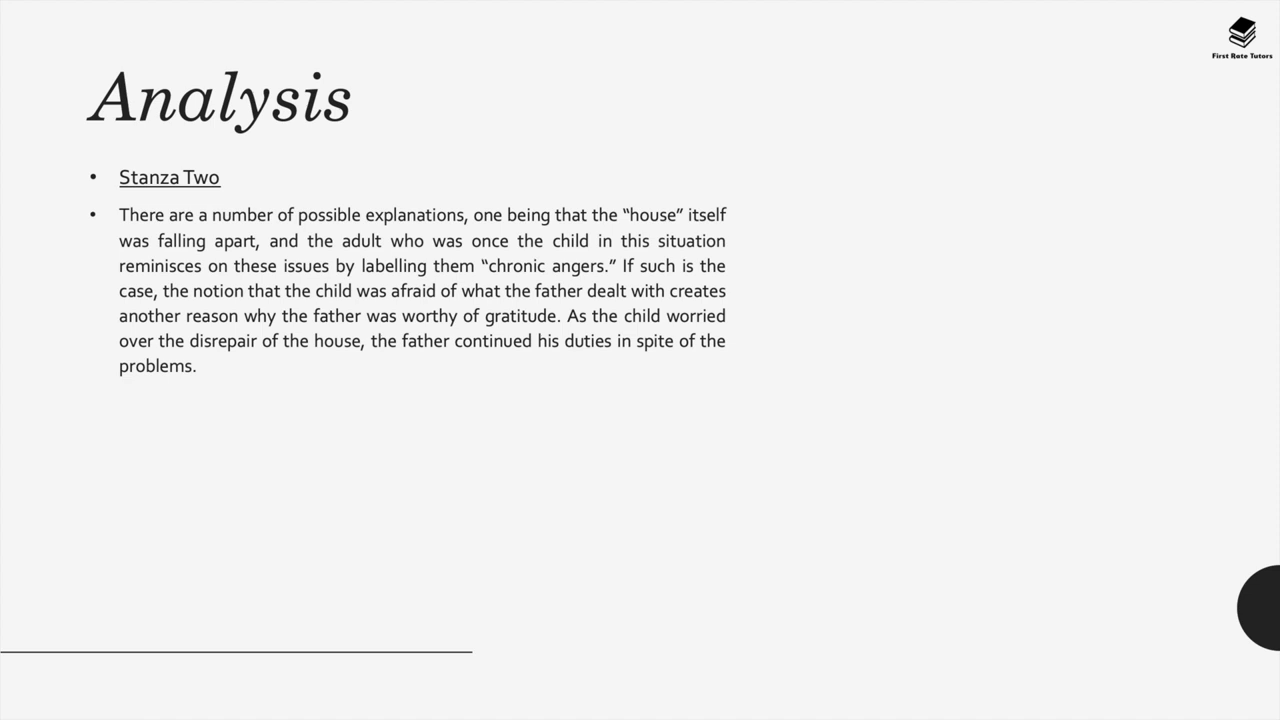 First Rate Tutors
Analysis
• Stanza Two
• There are a number of possible explanations, one being that the “house” itself
was falling apart, and the adult who was once the child in this situation
reminisces on these issues by labelling them “chronic angers.” If such is the
case, the notion that the child was afraid of what the father dealt with creates
another reason why the father was worthy of gratitude. As the child worried
over the disrepair of the house, the father continued his duties in spite of the
problems.